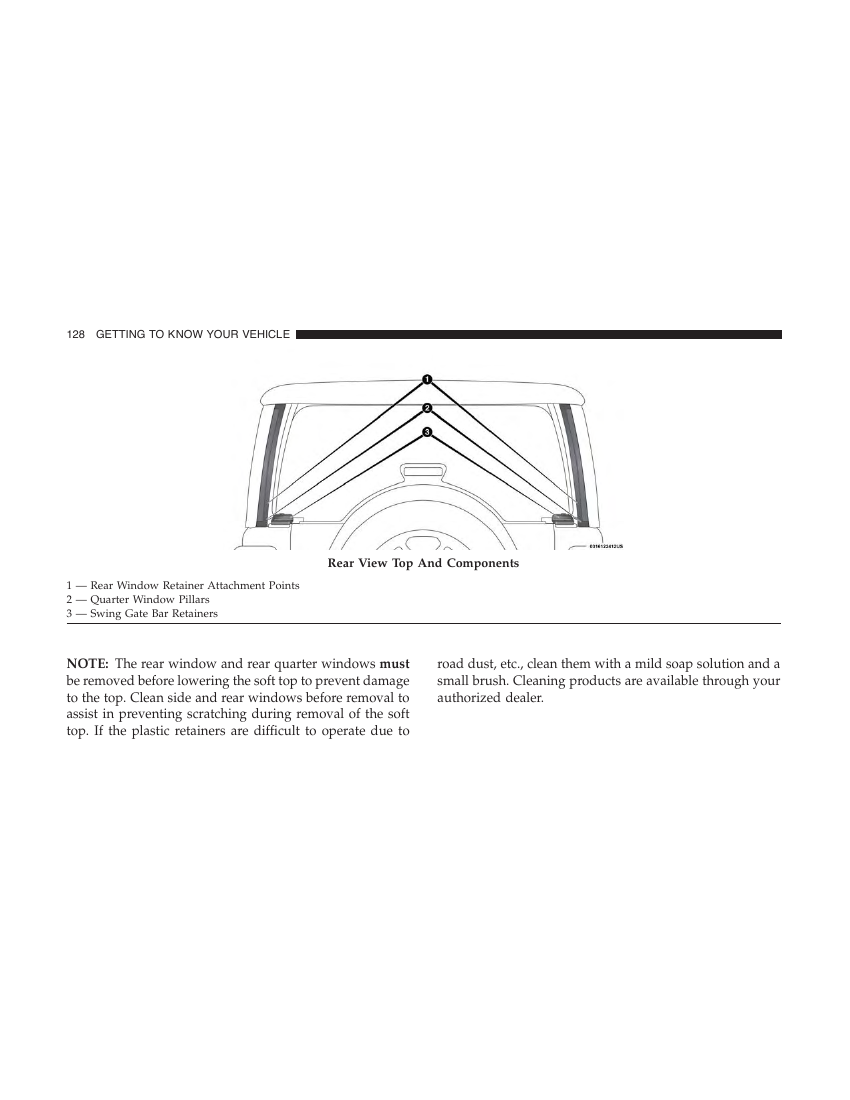 128 GETTING TO KNOW YOUR VEHICLE
1
2
3
0316122612US
Rear View Top And Components
1 — Rear Window Retainer Attachment Points
2 — Quarter Window Pillars
3 — Swing Gate Bar Retainers
NOTE: The rear window and rear quarter windows must
be removed before lowering the soft top to prevent damage
to the top. Clean side and rear windows before removal to
assist in preventing scratching during removal of the soft
top. If the plastic retainers are difficult to operate due to
road dust, etc., clean them with a mild soap solution and a
small brush. Cleaning products are available through your
authorized dealer.